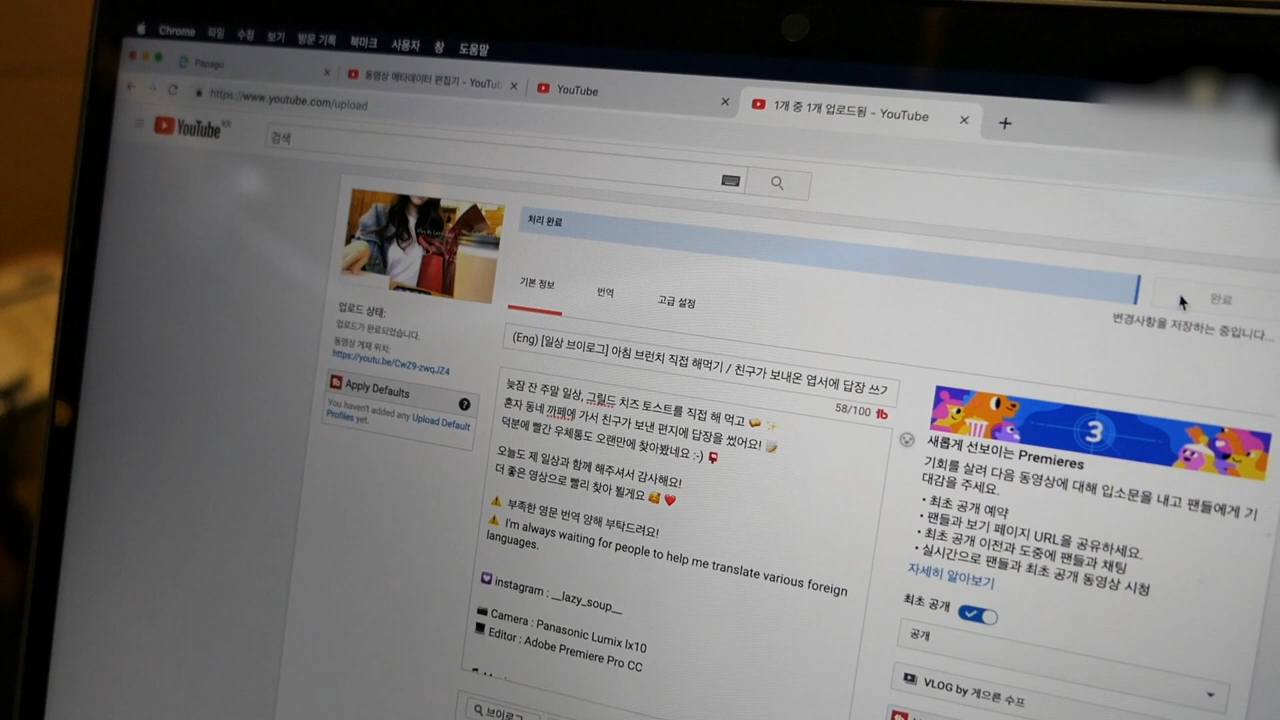 Chrome 파일 수정 보기 방문 기록 북마크 사용자 창 도움말
Papago
동영상 메타데이터 편집기 - YouTu
YouTube
1개 중 1개 업로드됨 - YouTube
https://www.youtube.com/upload
YouTube KR
검색
처리 완료
완료
변경사항을 저장하는 중입니다...
기본 정보
번역
고급 설정
업로드 상태:
업로드가 완료되었습니다.
동영상 게재 위치:
https://youtu.be/CwZ9-zwqJZ4
Apply Defaults
You haven't added any Upload Default
Profiles yet.
(Eng) [일상 브이로그] 아침 브런치 직접 해먹기 / 친구가 보내온 엽서에 답장 쓰기
58/100 tb
늦잠 잔 주말 일상, 그릴드 치즈 토스트를 직접 해 먹고 🥪 ✨
혼자 동네 까페에 가서 친구가 보낸 편지에 답장을 썼어요! 📝
덕분에 빨간 우체통도 오랜만에 찾아봤네요 :-) 📮
오늘도 제 일상과 함께 해주셔서 감사해요!
더 좋은 영상으로 빨리 찾아 뵐게요 🥰 ❤️
⚠️ 부족한 영문 번역 양해 부탁드려요!
⚠️ I'm always waiting for people to help me translate various foreign
languages.
💟 instagram : __lazy_soup__
📷 Camera : Panasonic Lumix lx10
💻 Editor : Adobe Premiere Pro CC
브이로그
3
새롭게 선보이는 Premieres
기회를 살려 다음 동영상에 대해 입소문을 내고 팬들에게 기
대감을 주세요.
• 최초 공개 예약
• 팬들과 보기 페이지 URL을 공유하세요.
• 최초 공개 이전과 도중에 팬들과 채팅
• 실시간으로 팬들과 최초 공개 동영상 시청
자세히 알아보기
최초 공개
공개
VLOG by 게으른 수프